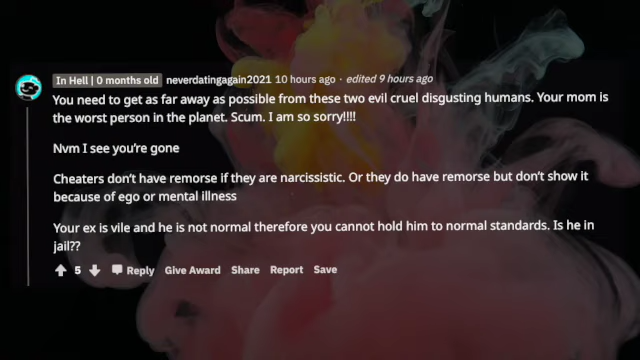 In Hell | 0 months old neverdatingagain2021 10 hours ago · edited 9 hours ago
You need to get as far away as possible from these two evil cruel disgusting humans. Your mom is
the worst person in the planet. Scum. I am so sorry!!!!
Nvm I see you're gone
Cheaters don't have remorse if they are narcissistic. Or they do have remorse but don't show it
because of ego or mental illness
Your ex is vile and he is not normal therefore you cannot hold him to normal standards. Is he in
jail??
5 Reply Give Award Share Report Save